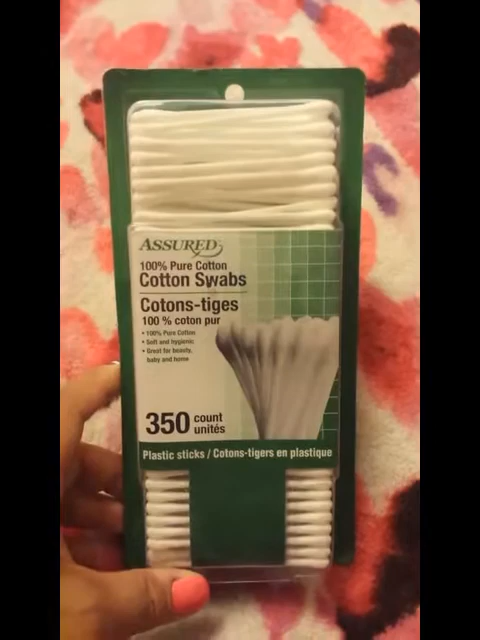 ASSURED
100% Pure Cotton
Cotton Swabs
Cotons-tiges
100 % coton pur
• 100% Pure Cotton
• Soft and hygienic
• Great for beauty,
baby and home
350 count
unités
Plastic sticks / Cotons-tigers en plastique